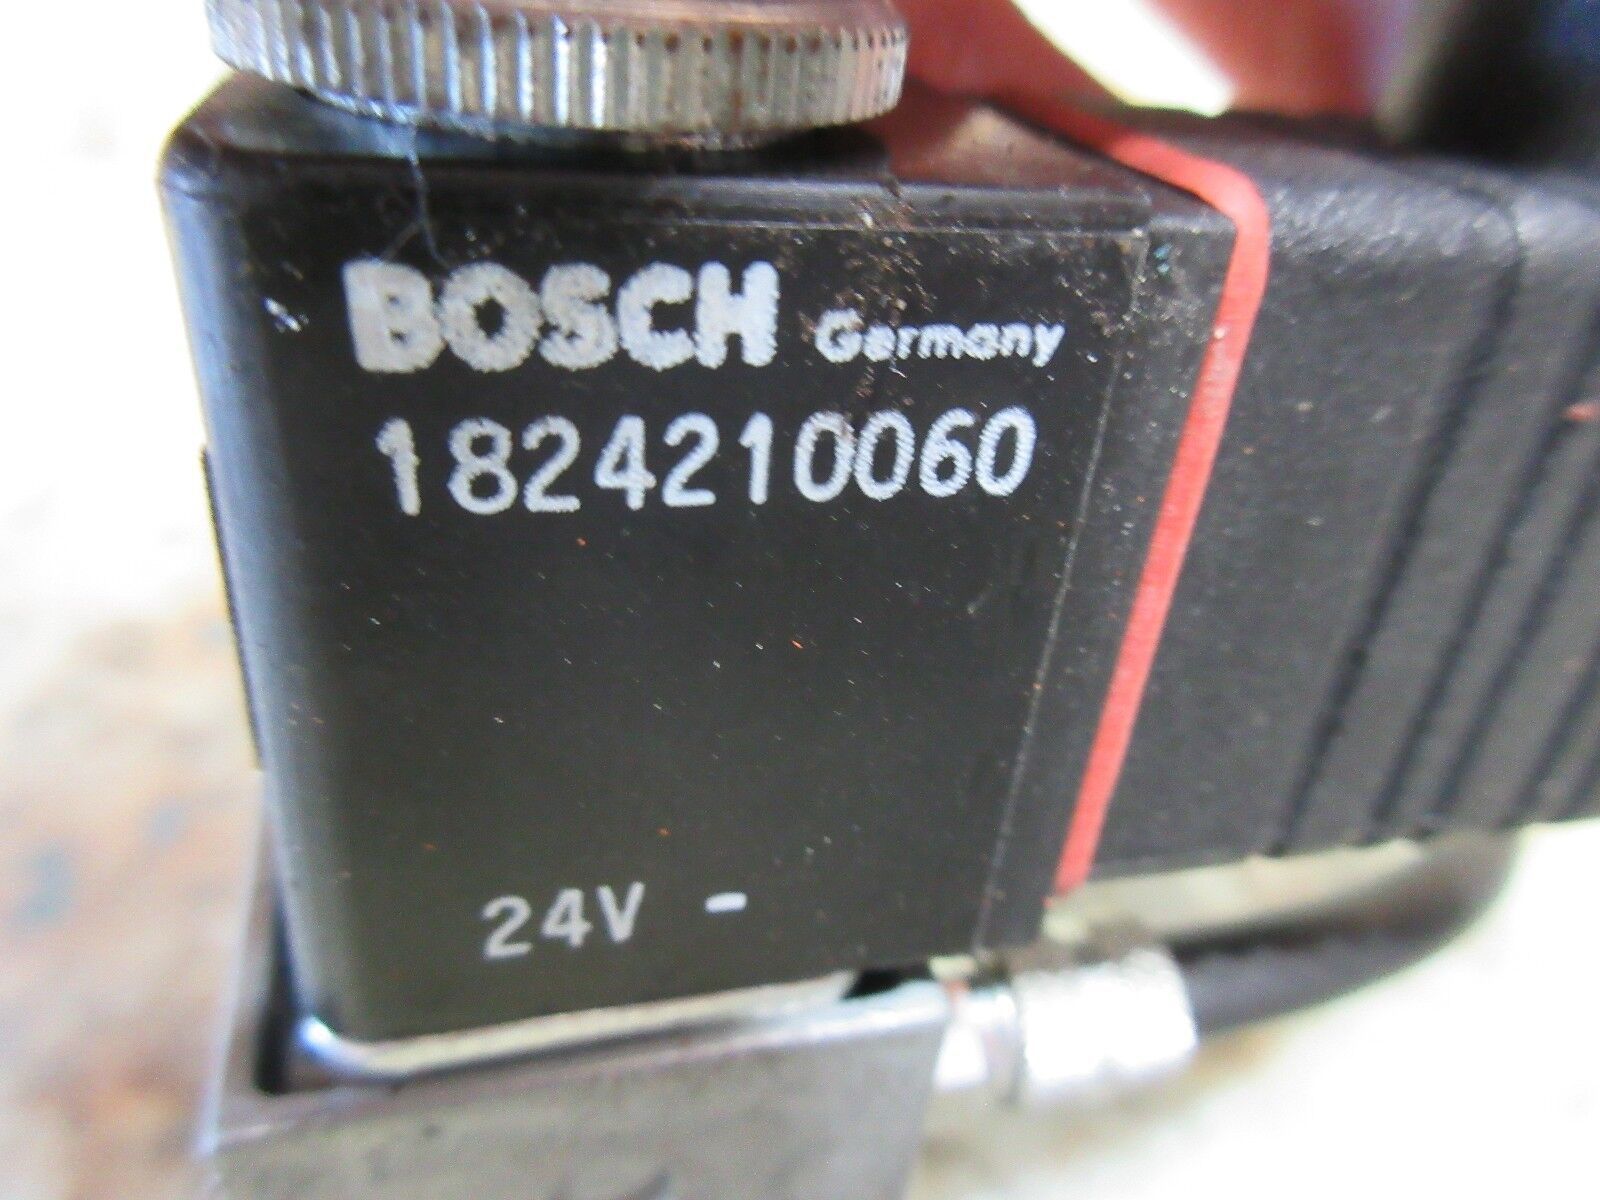 BOSCH Germany
1824210060
24V -